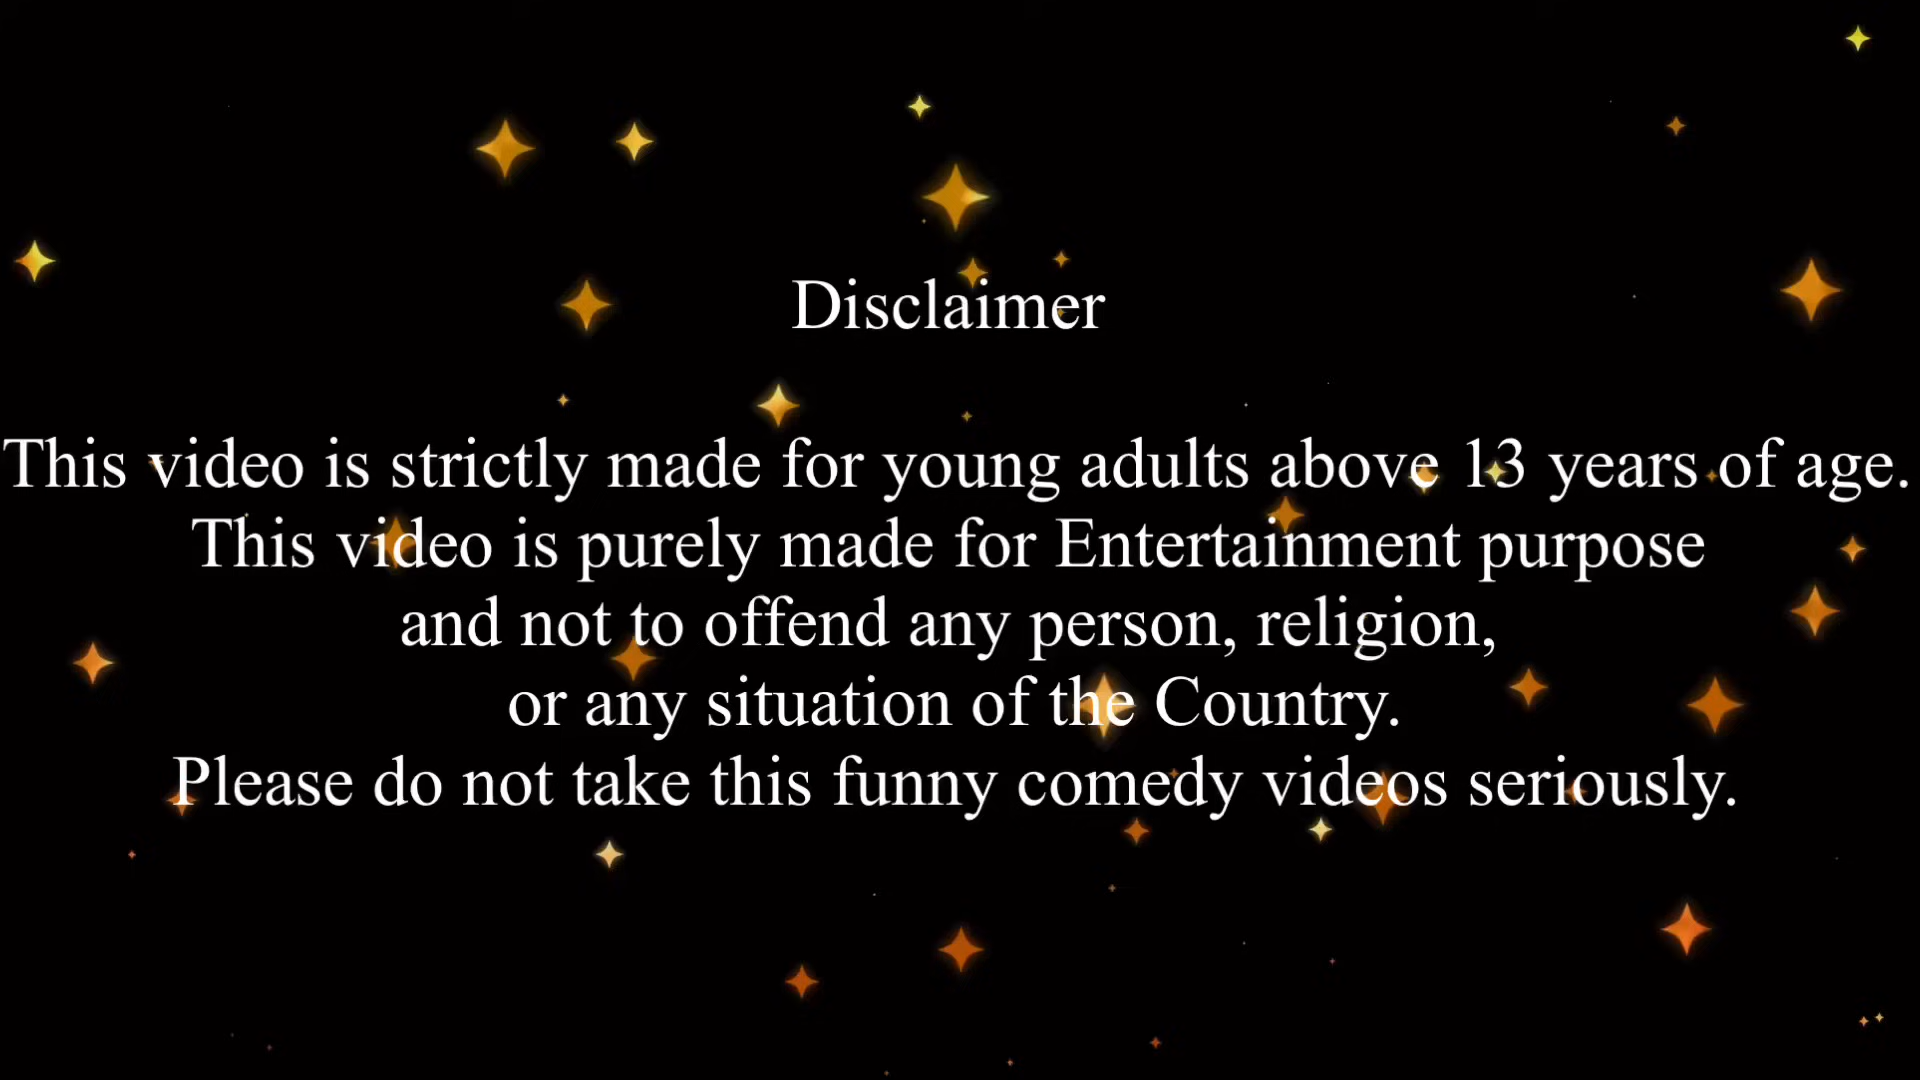 Disclaimer
This video is strictly made for young adults above 13 years of age.
This video is purely made for Entertainment purpose
and not to offend any person, religion,
or any situation of the Country.
Please do not take this funny comedy videos seriously.